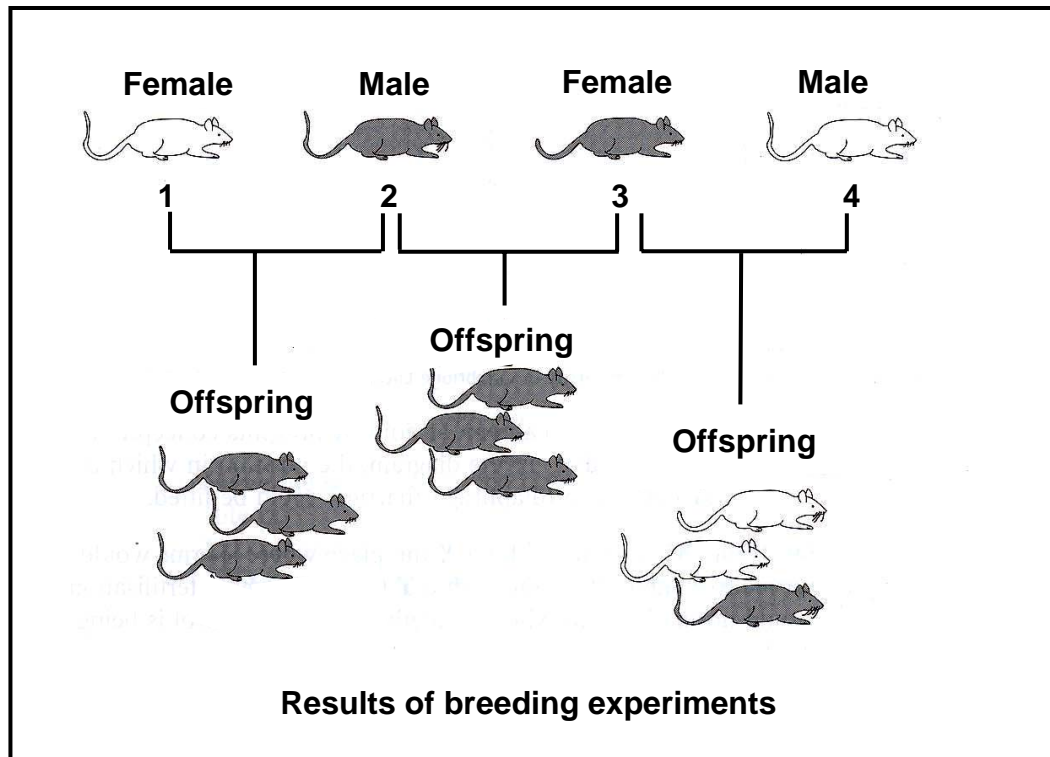 Female Male Female Male
1 2 3 4
Offspring
Offspring
Offspring
Results of breeding experiments